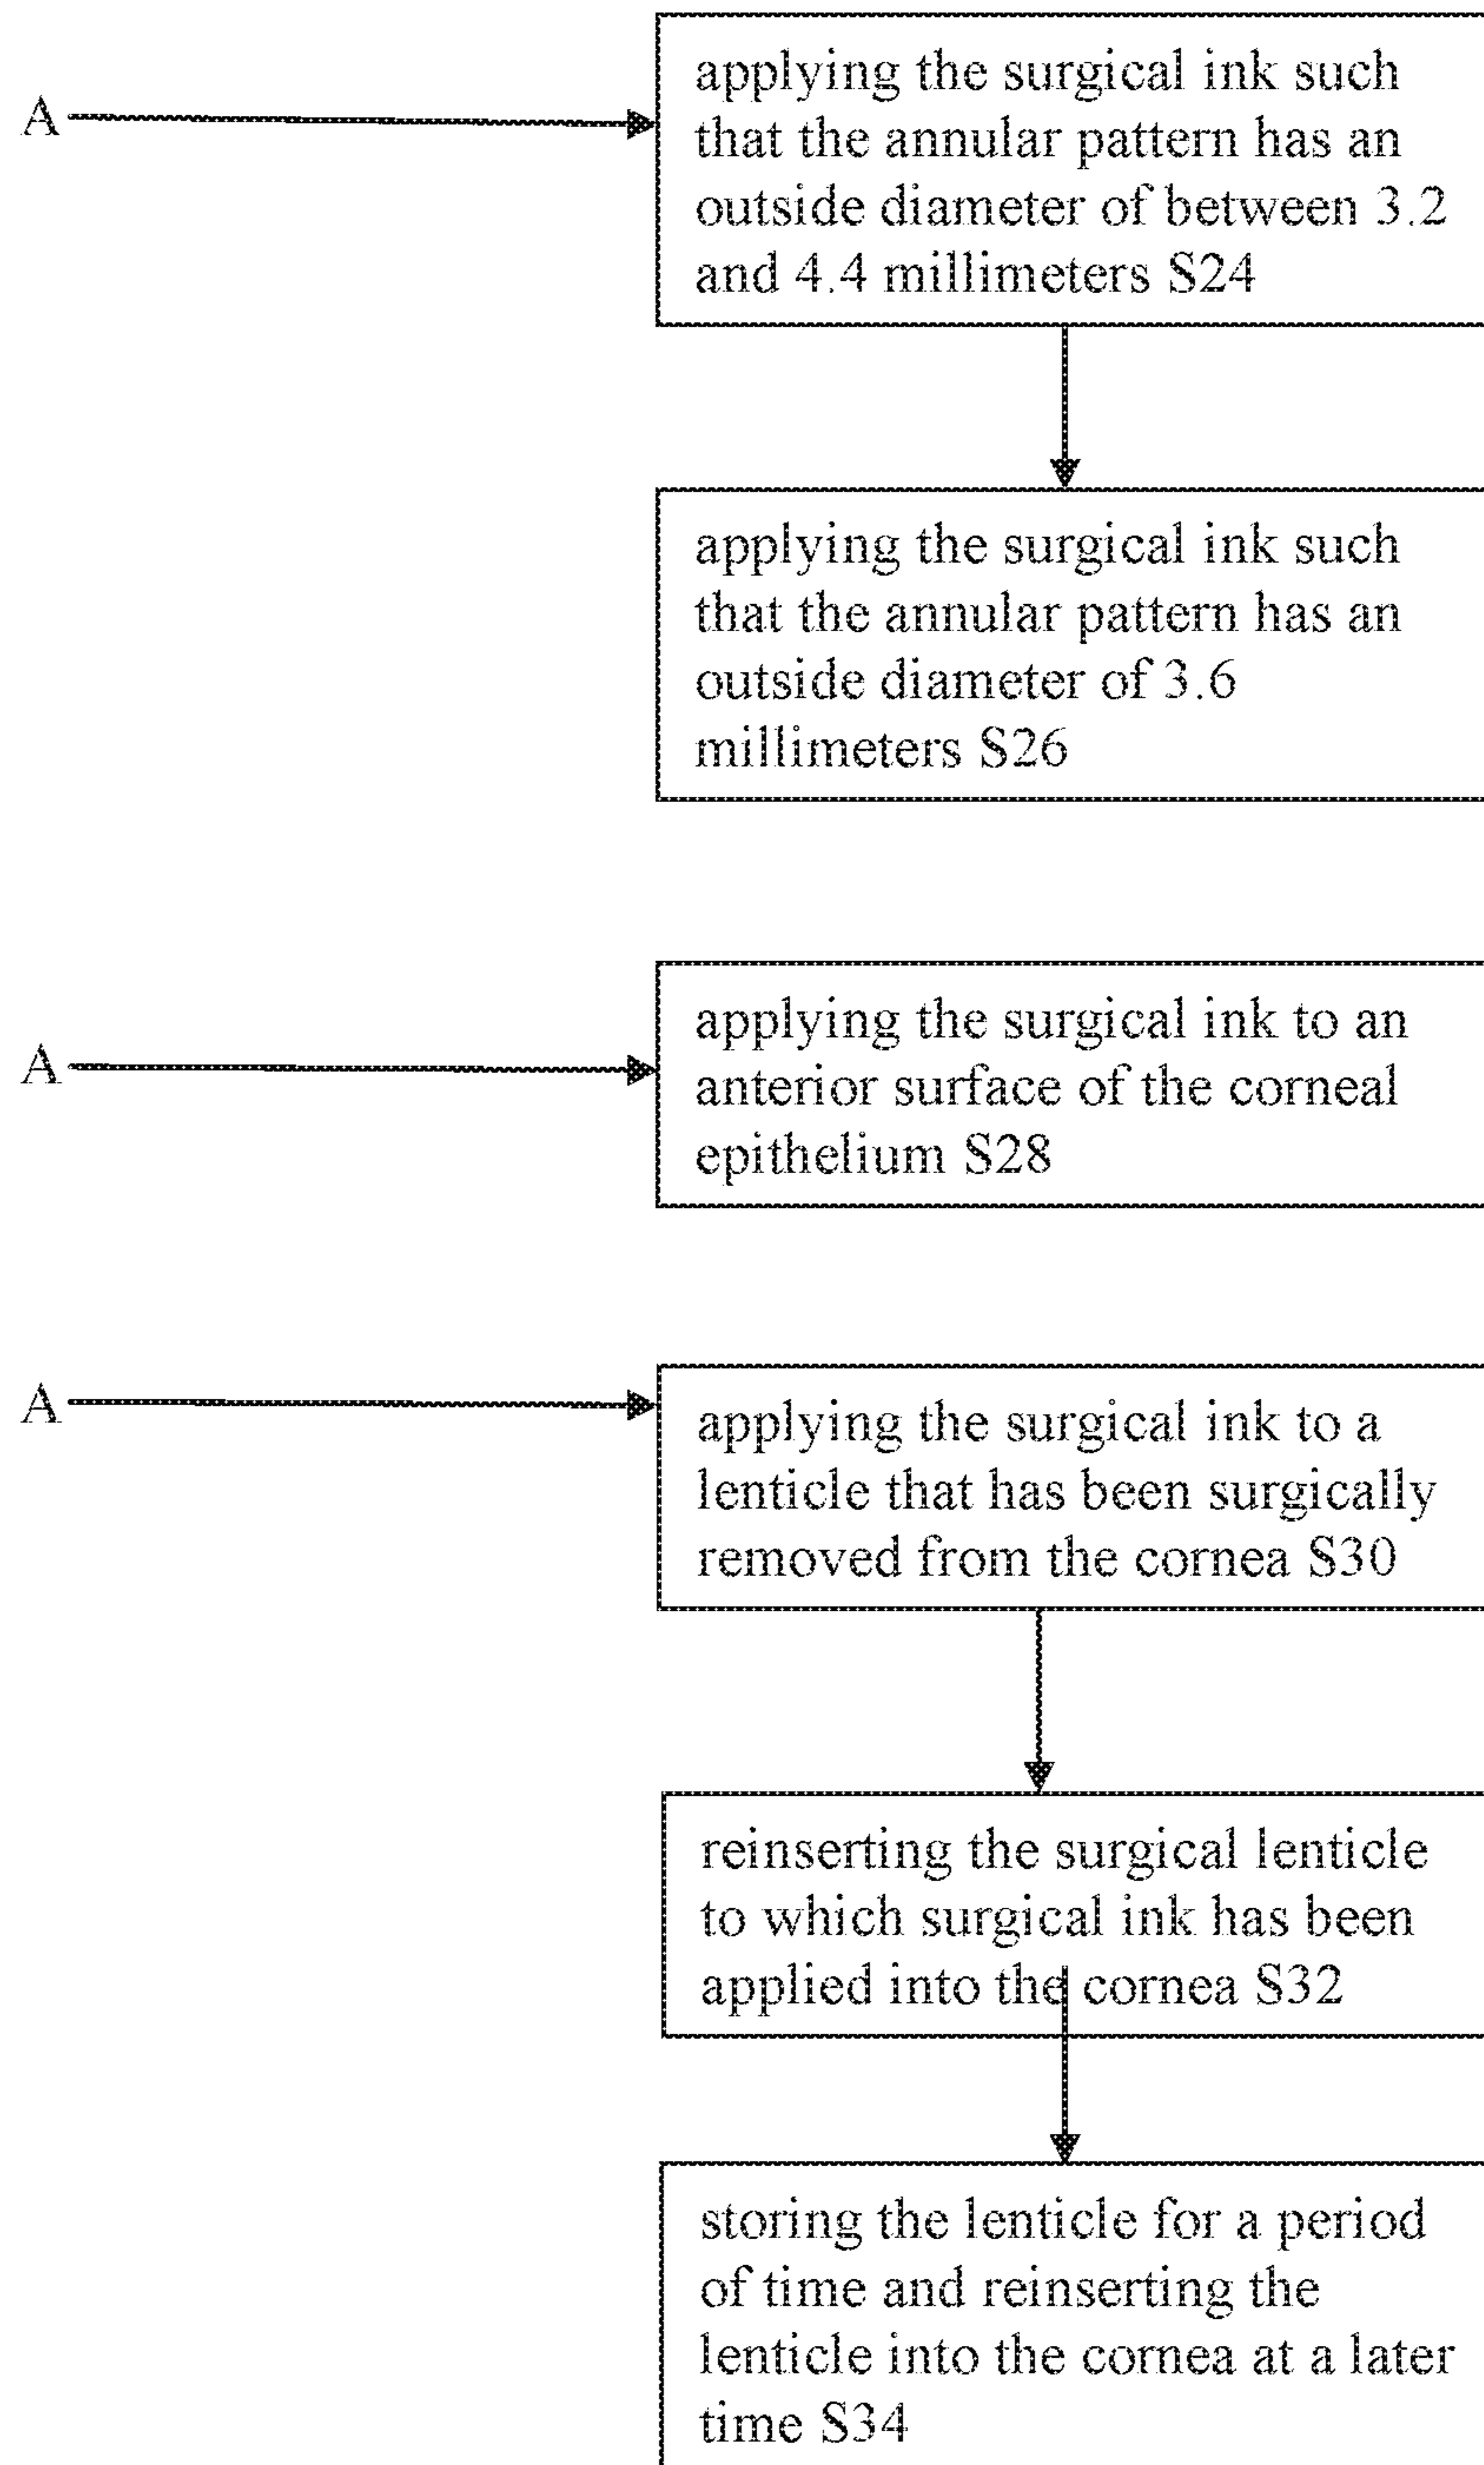 A
applying the surgical ink such
that the annular pattern has an
outside diameter of between 3.2
and 4.4 millimeters S24
applying the surgical ink such
that the annular pattern has an
outside diameter of 3.6
millimeters S26
A
applying the surgical ink to an
anterior surface of the corneal
epithelium S28
A
applying the surgical ink to a
lenticle that has been surgically
removed from the cornea S30
reinserting the surgical lenticle
to which surgical ink has been
applied into the cornea S32
storing the lenticle for a period
of time and reinserting the
lenticle into the cornea at a later
time S34